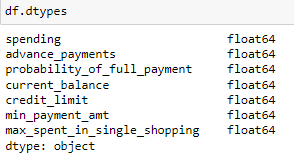 df.dtypes
spending float64
advance_payments float64
probability_of_full_payment float64
current_balance float64
credit_limit float64
min_payment_amt float64
max_spent_in_single_shopping float64
dtype: object